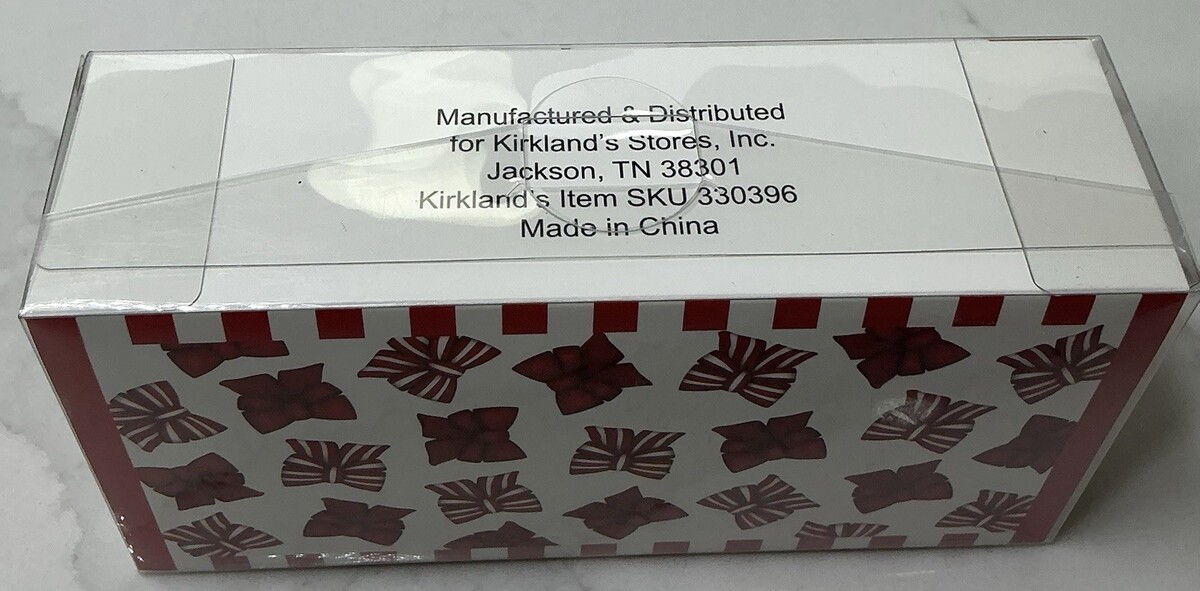 Manufactured & Distributed
for Kirkland's Stores, Inc.
Jackson, TN 38301
Kirkland's Item SKU 330396
Made in China